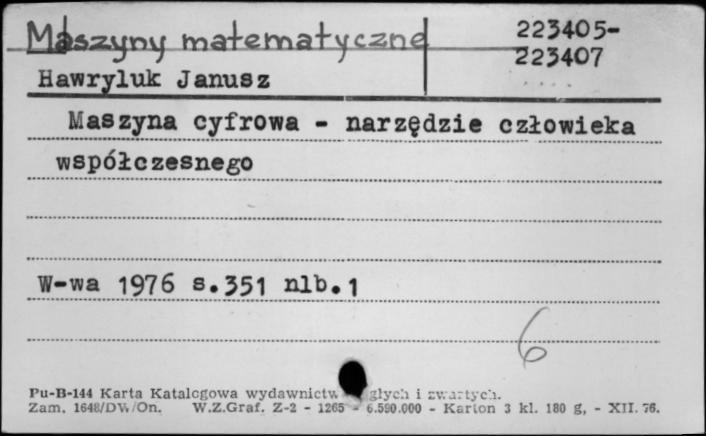 Maszyny matematyczne
223405-
223407
Hawryluk Janusz
Maszyna cyfrowa - narzędzie człowieka
współczesnego
W-wa 1976 s.351 nlb.1
6
Pu-B-144 Karta Katalogowa wydawnictw głych i zwartych.
Zam. 1648/DW/On. W.Z.Graf. Z-2 - 1265 - 6.590.000 - Karton 3 kl. 180 g, - XII. 76.